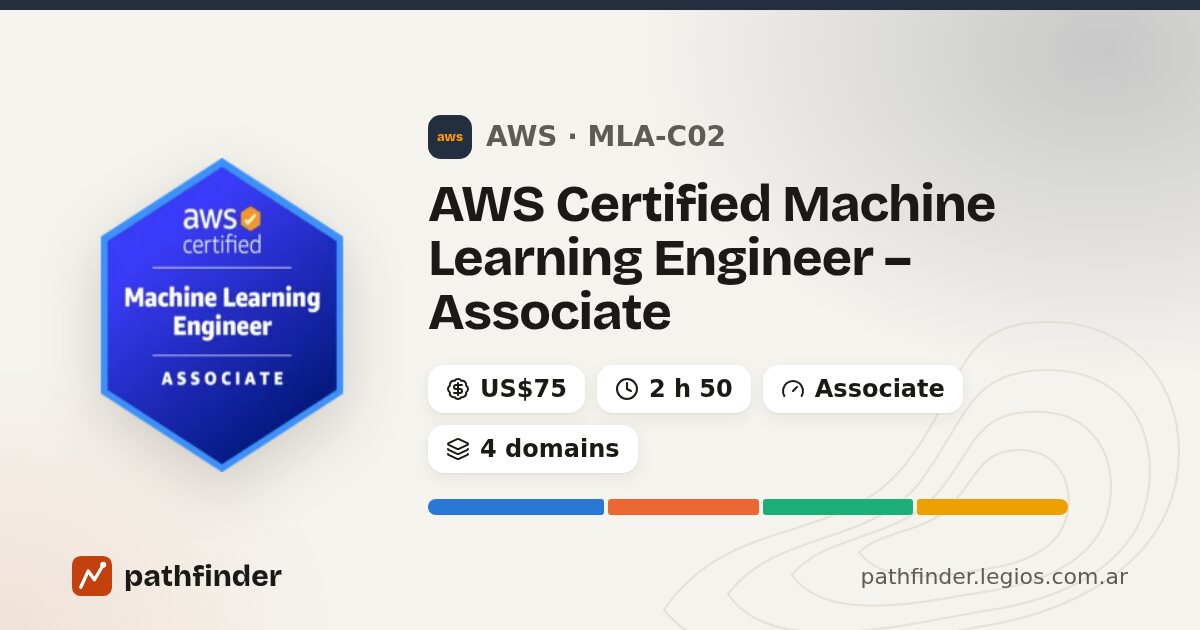 aws
certified
Machine Learning
Engineer
ASSOCIATE
aws AWS · MLA-C02
AWS Certified Machine
Learning Engineer –
Associate
US$75 2 h 50 Associate
4 domains
pathfinder
pathfinder.legios.com.ar